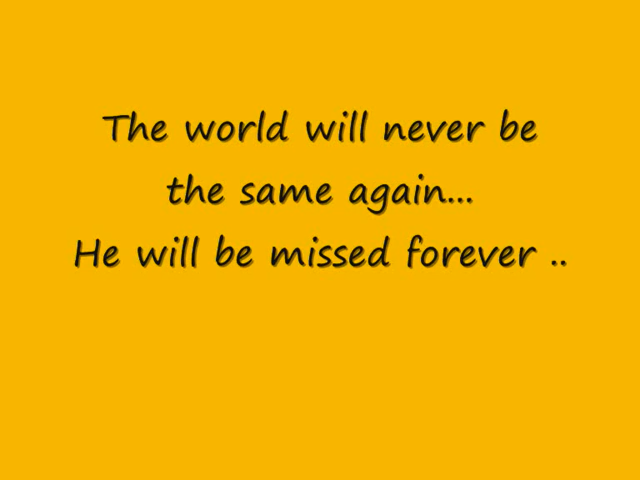 The world will never be
the same again...
He will be missed forever ..